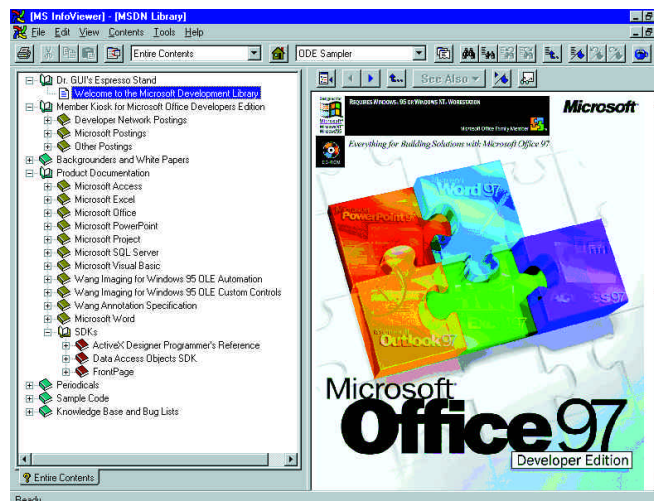 [MS InfoViewer] - [MSDN Library]
File Edit View Contents Tools Help
Entire Contents
ODE Sampler
See Also
Dr. GUI's Espresso Stand
Welcome to the Microsoft Development Library
Member Kiosk for Microsoft Office Developers Edition
Developer Network Postings
Microsoft Postings
Other Postings
Backgrounders and White Papers
Product Documentation
Microsoft Access
Microsoft Excel
Microsoft Office
Microsoft PowerPoint
Microsoft Project
Microsoft SQL Server
Microsoft Visual Basic
Wang Imaging for Windows 95 OLE Automation
Wang Imaging for Windows 95 OLE Custom Controls
Wang Annotation Specification
Microsoft Word
SDKs
ActiveX Designer Programmer's Reference
Data Access Objects SDK
FrontPage
Periodicals
Sample Code
Knowledge Base and Bug Lists
Entire Contents
Ready
REQUIRES WINDOWS 95 OR WINDOWS NT WORKSTATION
Microsoft
Microsoft Office Family Member
CD-ROM
Everything for Building Solutions with Microsoft Office 97
Word 97
PowerPoint 97
Outlook 97
Microsoft
Office 97
Developer Edition